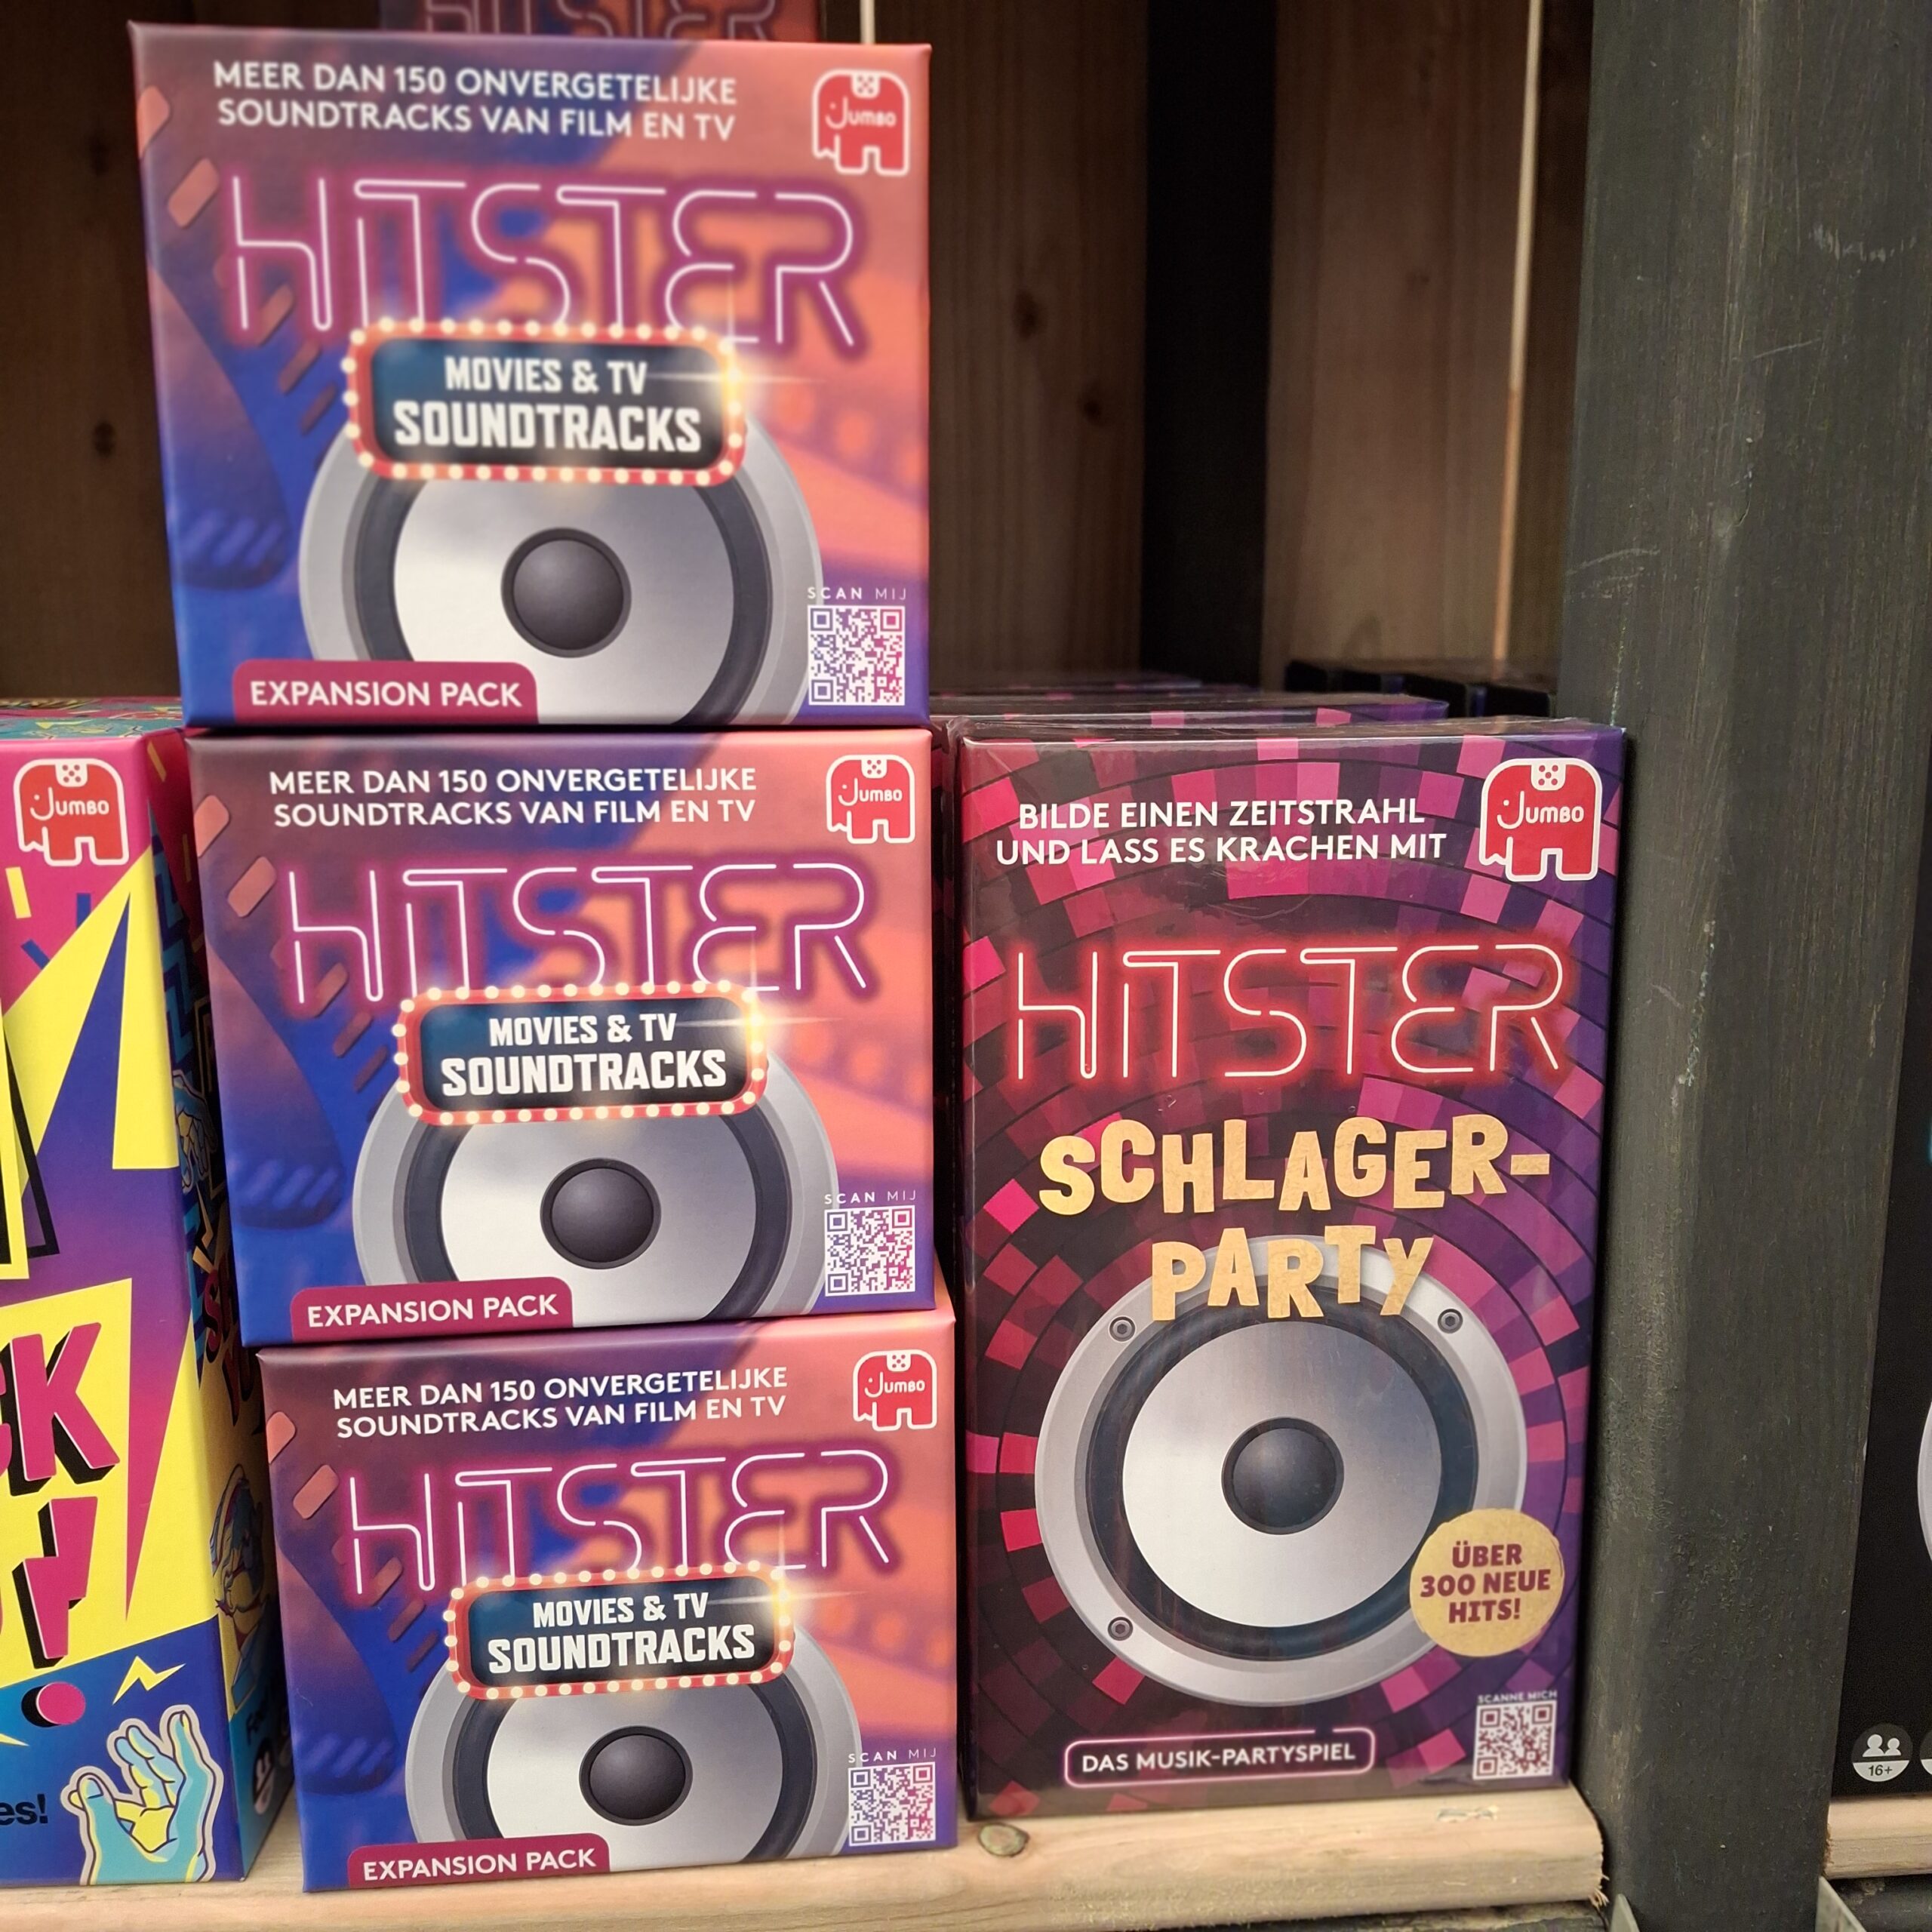 HITSTER
MEER DAN 150 ONVERGETELIJKE
SOUNDTRACKS VAN FILM EN TV
Jumbo
HITSTER
MOVIES & TV
SOUNDTRACKS
SCAN MIJ
EXPANSION PACK
MEER DAN 150 ONVERGETELIJKE
SOUNDTRACKS VAN FILM EN TV
Jumbo
HITSTER
MOVIES & TV
SOUNDTRACKS
SCAN MIJ
EXPANSION PACK
MEER DAN 150 ONVERGETELIJKE
SOUNDTRACKS VAN FILM EN TV
Jumbo
HITSTER
MOVIES & TV
SOUNDTRACKS
SCAN MIJ
EXPANSION PACK
Jumbo
BILDE EINEN ZEITSTRAHL
UND LASS ES KRACHEN MIT
Jumbo
HITSTER
SCHLAGER-
PARTY
ÜBER
300 NEUE
HITS!
SCANNE MICH
DAS MUSIK-PARTYSPIEL
16+